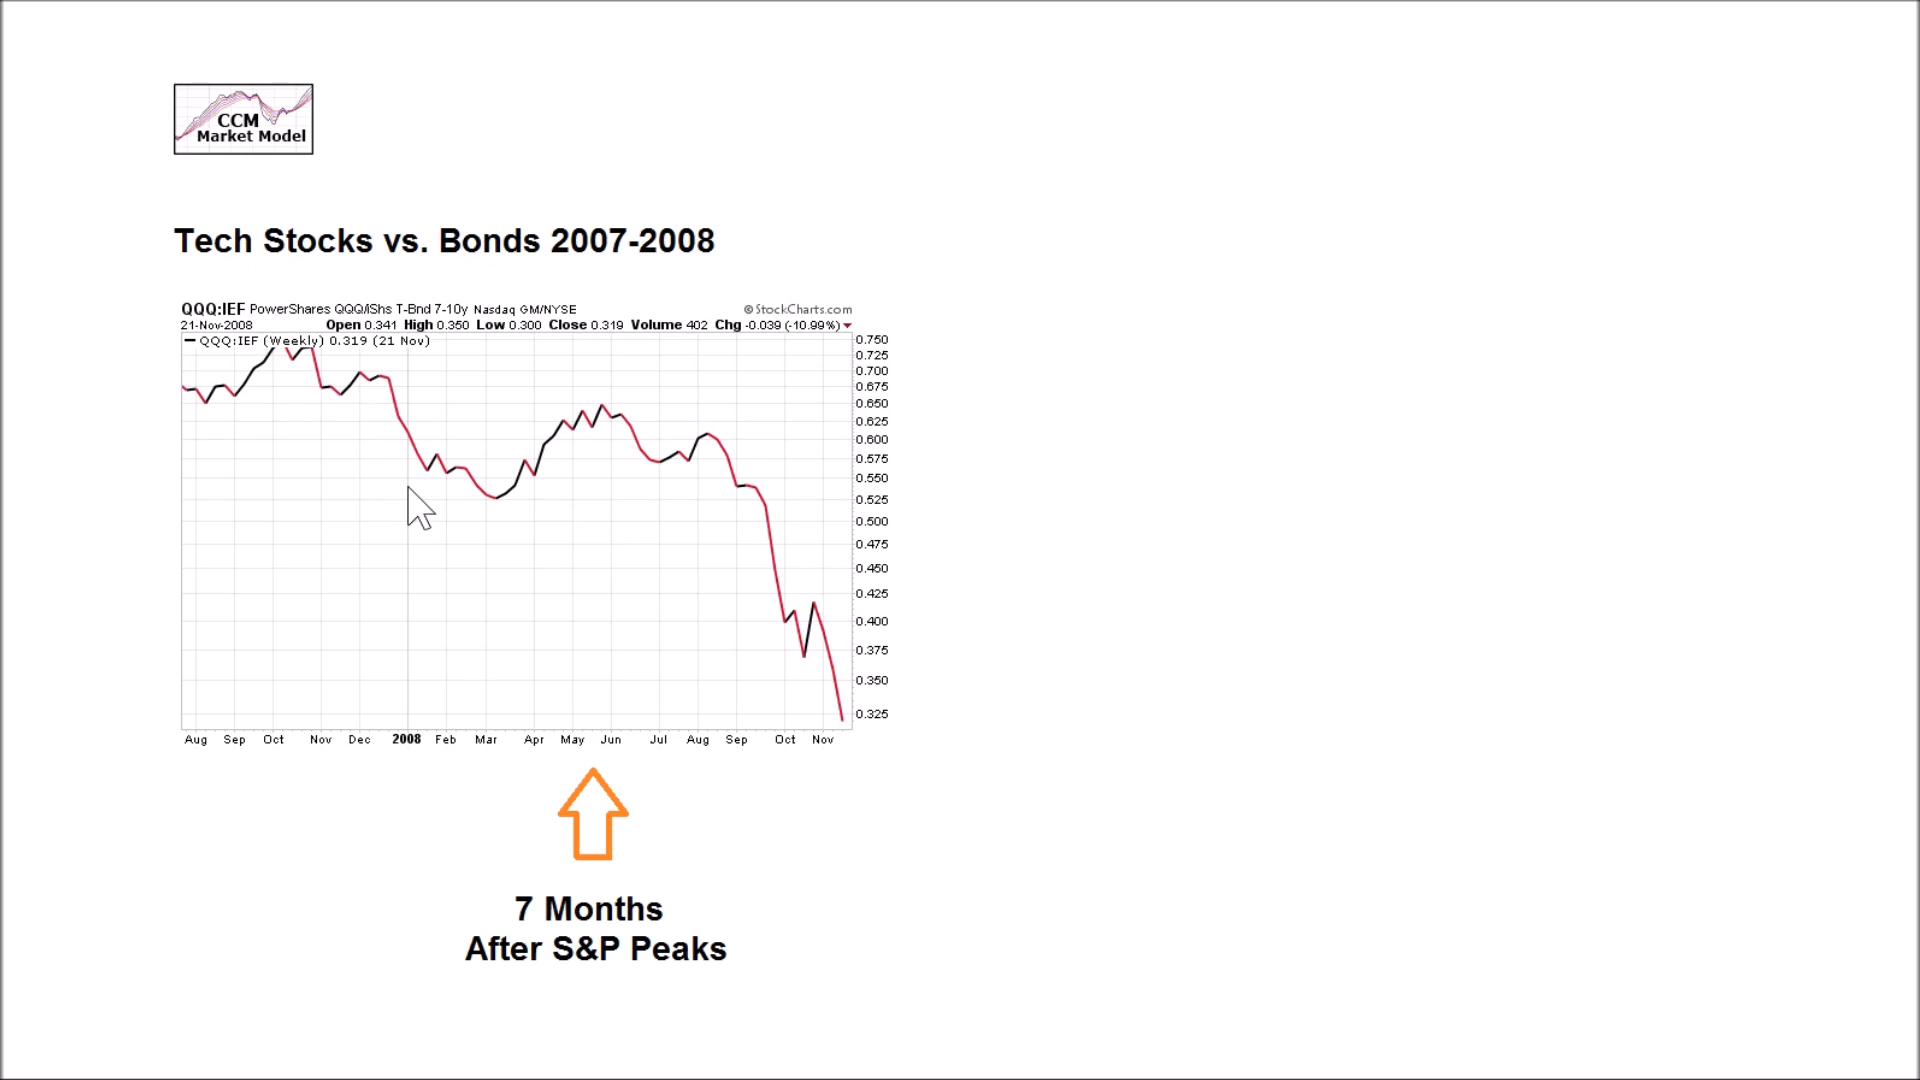 CCM
Market Model
Tech Stocks vs. Bonds 2007-2008
QQQ:IEF PowerShares QQQ/iShs T-Bnd 7-10y Nasdaq GM/NYSE © StockCharts.com
21-Nov-2008 Open 0.341 High 0.350 Low 0.300 Close 0.319 Volume 402 Chg -0.039 (-10.99%)
QQQ:IEF (Weekly) 0.319 (21 Nov)
0.750
0.725
0.700
0.675
0.650
0.625
0.600
0.575
0.550
0.525
0.500
0.475
0.450
0.425
0.400
0.375
0.350
0.325
Aug Sep Oct Nov Dec 2008 Feb Mar Apr May Jun Jul Aug Sep Oct Nov
7 Months
After S&P Peaks